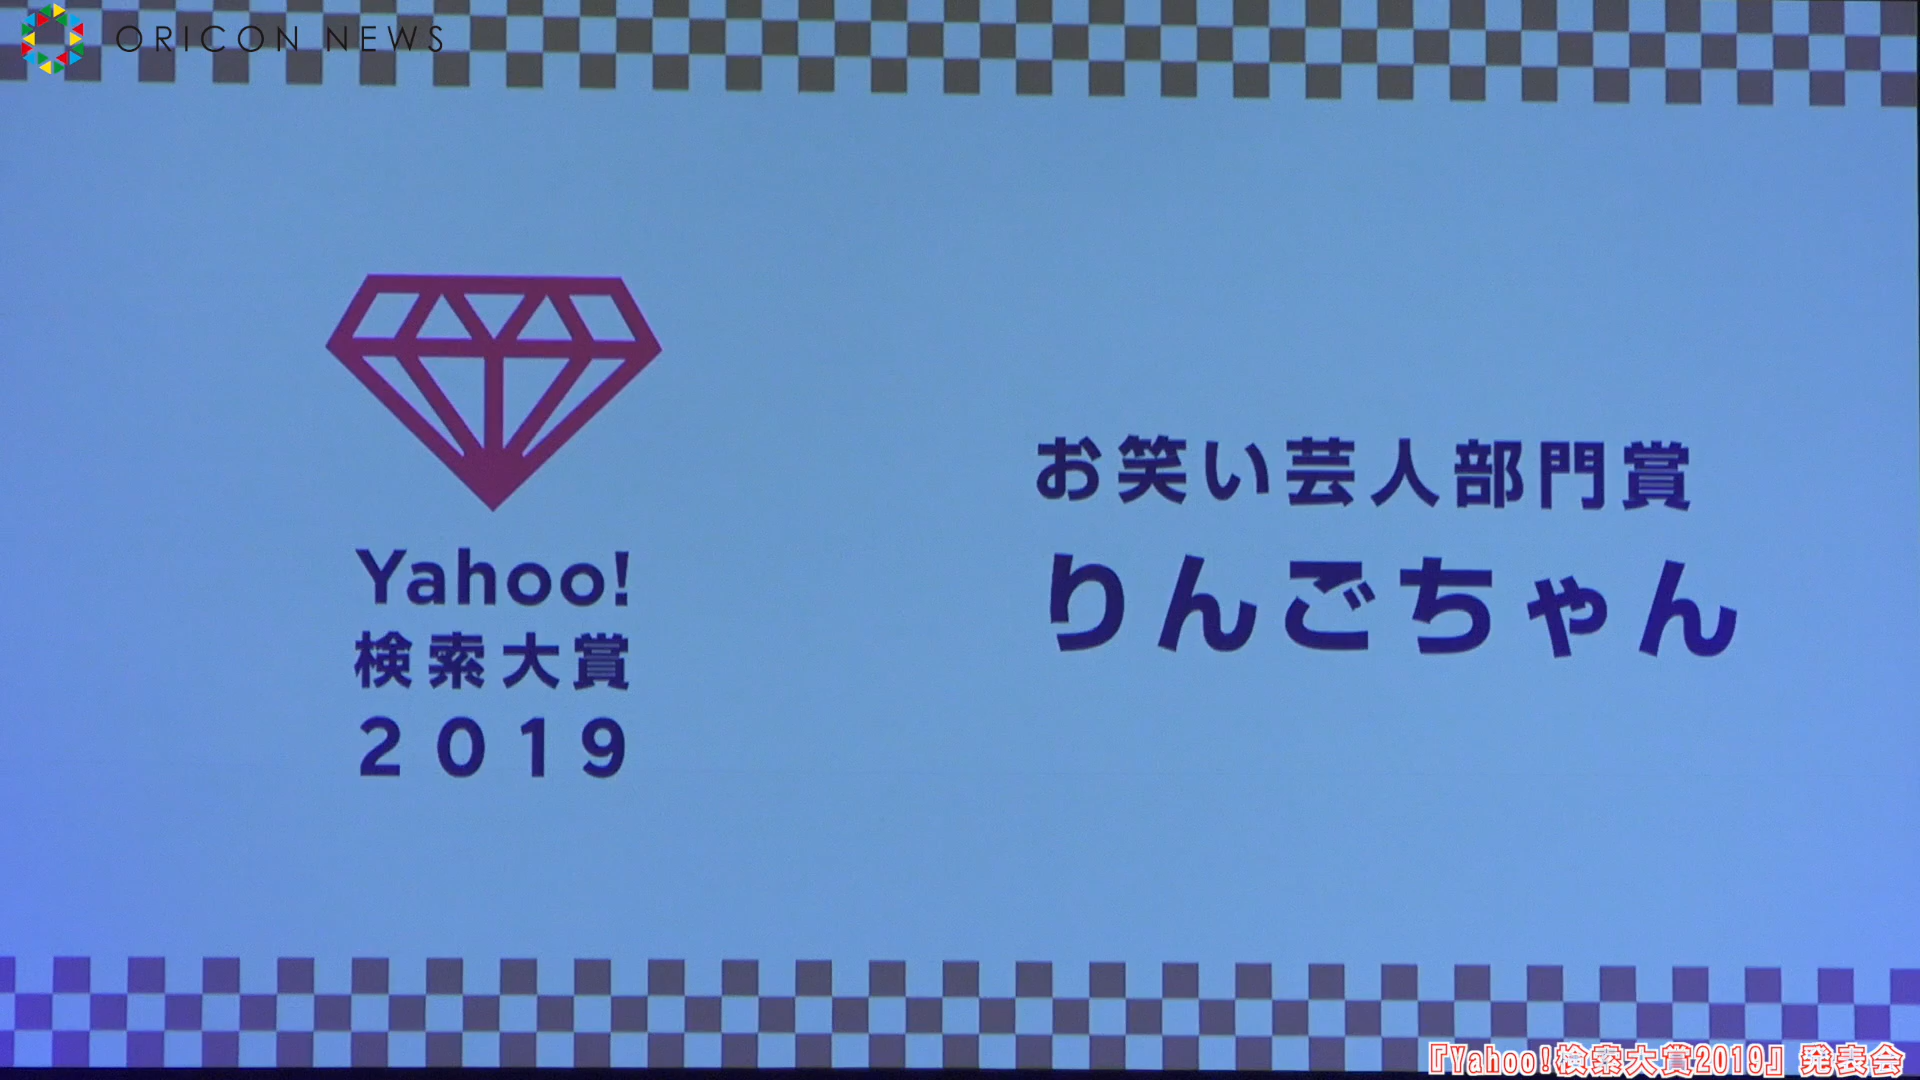 ORICON NEWS
Yahoo!
検索大賞
2019
お笑い芸人部門賞
りんごちゃん
『Yahoo!検索大賞2019』発表会